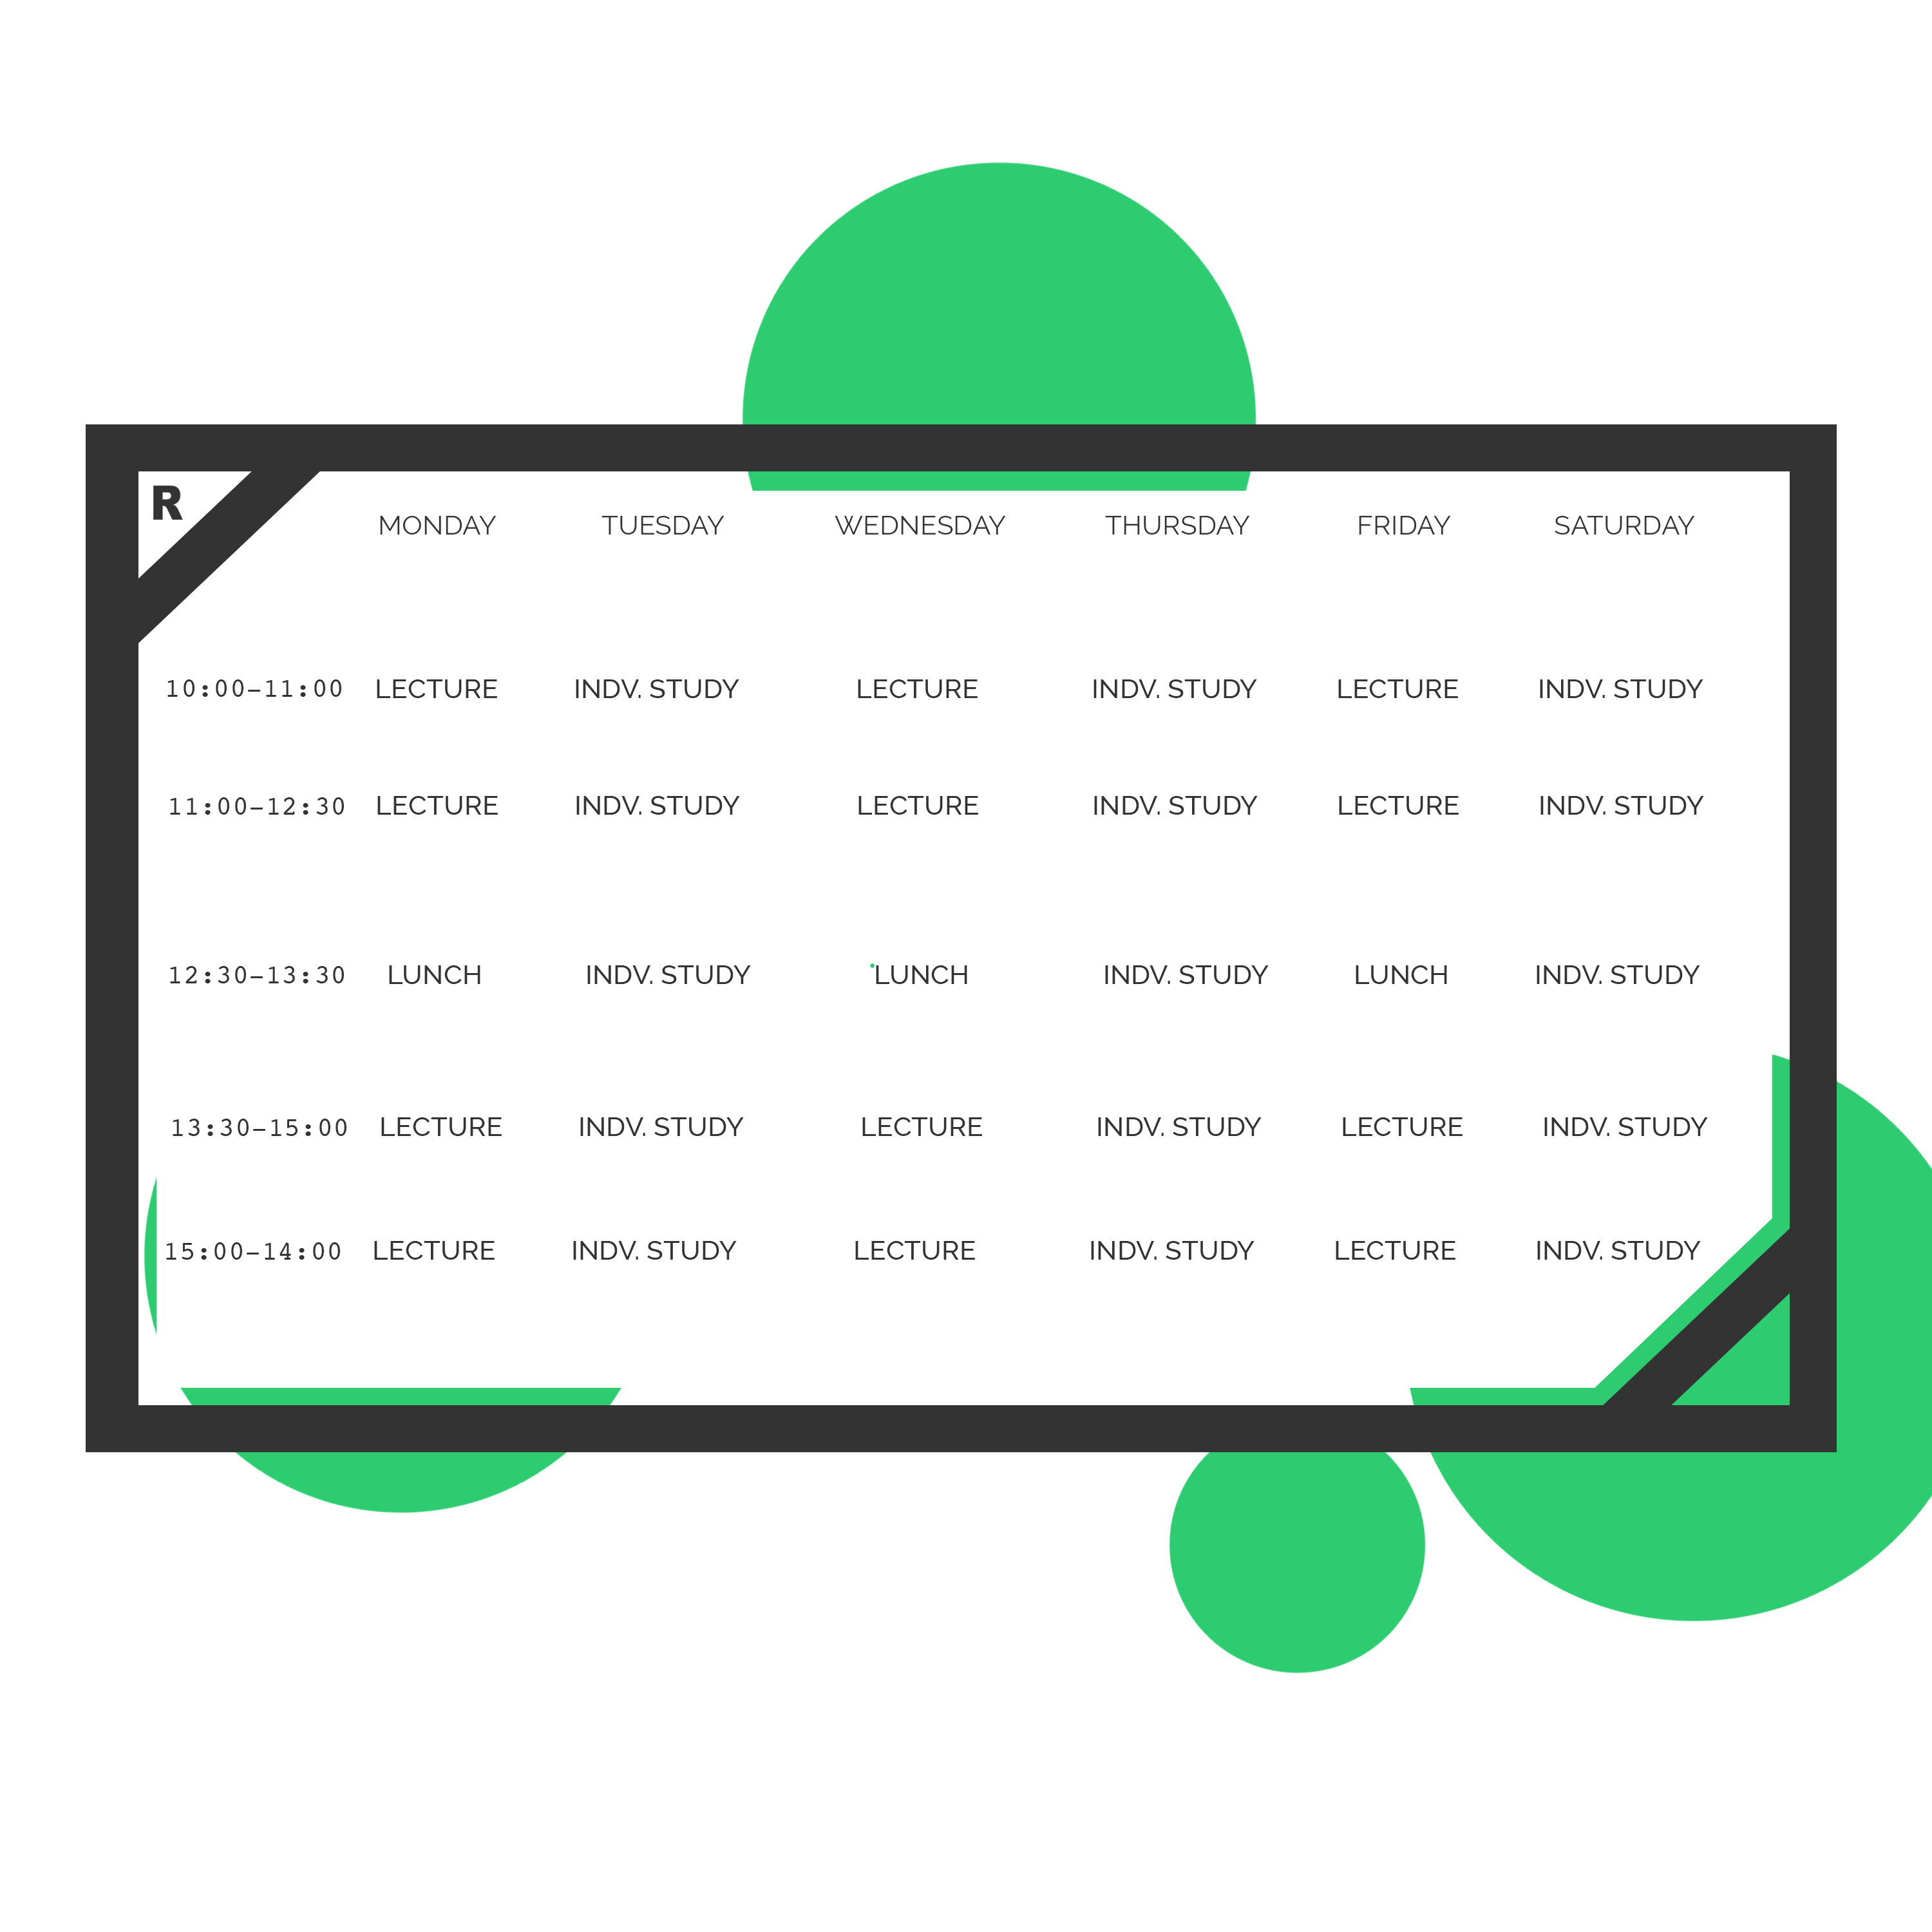 R
MONDAY TUESDAY WEDNESDAY THURSDAY FRIDAY SATURDAY
10:00-11:00 LECTURE INDV. STUDY LECTURE INDV. STUDY LECTURE INDV. STUDY
11:00-12:30 LECTURE INDV. STUDY LECTURE INDV. STUDY LECTURE INDV. STUDY
12:30-13:30 LUNCH INDV. STUDY LUNCH INDV. STUDY LUNCH INDV. STUDY
13:30-15:00 LECTURE INDV. STUDY LECTURE INDV. STUDY LECTURE INDV. STUDY
15:00-14:00 LECTURE INDV. STUDY LECTURE INDV. STUDY LECTURE INDV. STUDY